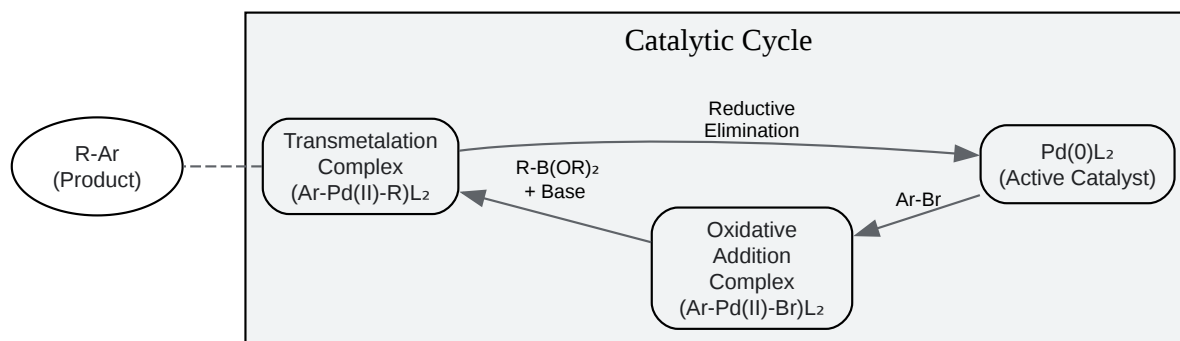 Catalytic Cycle
R-Ar
(Product)
Transmetalation
Complex
(Ar-Pd(II)-R)L₂
Reductive
Elimination
R-B(OR)₂
+ Base
Pd(0)L₂
(Active Catalyst)
Ar-Br
Oxidative
Addition
Complex
(Ar-Pd(II)-Br)L₂